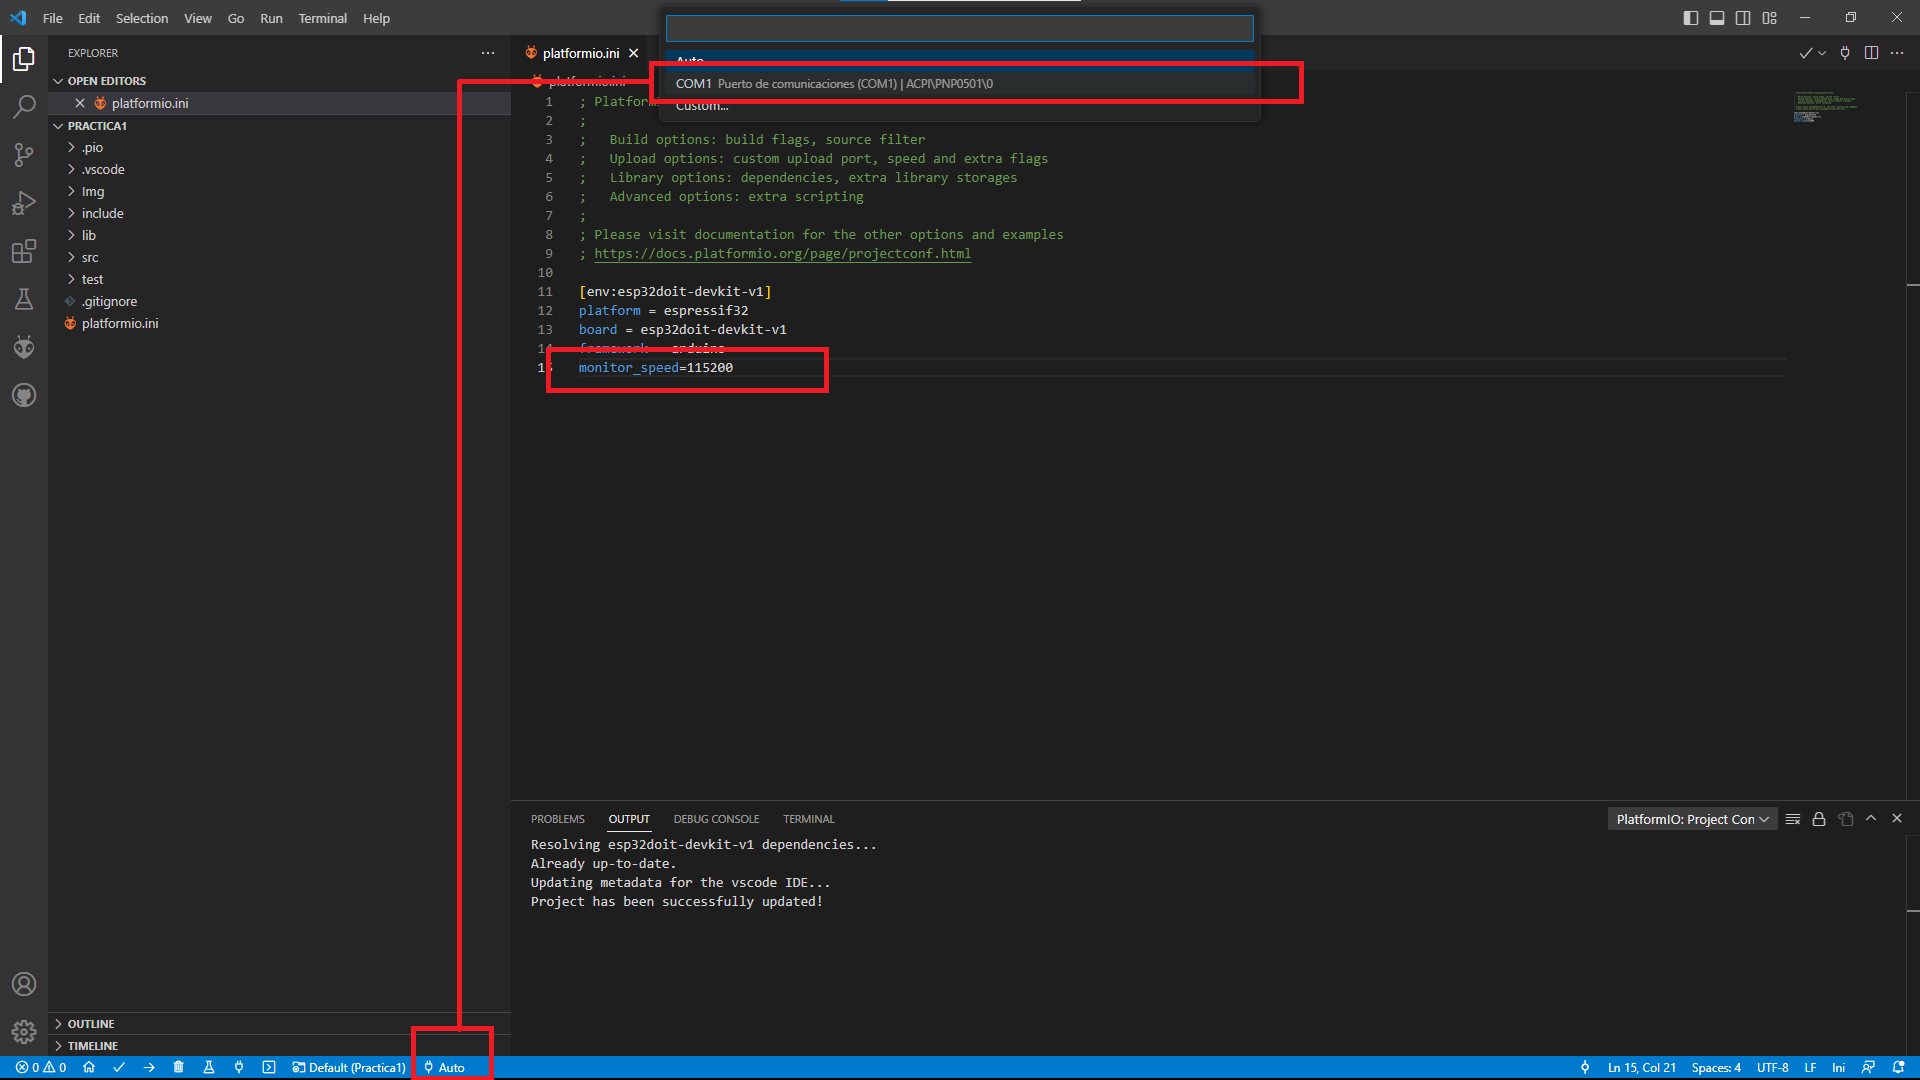 File Edit Selection View Go Run Terminal Help
EXPLORER
OPEN EDITORS
platformio.ini
PRACTICA1
.pio
.vscode
Img
include
lib
src
test
.gitignore
platformio.ini
OUTLINE
TIMELINE
platformio.ini
platformio.ini
Auto
COM1 Puerto de comunicaciones (COM1) | ACPI\PNP0501\0
Custom...
1 ; Platform
2 ;
3 ;   Build options: build flags, source filter
4 ;   Upload options: custom upload port, speed and extra flags
5 ;   Library options: dependencies, extra library storages
6 ;   Advanced options: extra scripting
7 ;
8 ; Please visit documentation for the other options and examples
9 ; https://docs.platformio.org/page/projectconf.html
10
11 [env:esp32doit-devkit-v1]
12 platform = espressif32
13 board = esp32doit-devkit-v1
14 framework = arduino
15 monitor_speed=115200
PROBLEMS OUTPUT DEBUG CONSOLE TERMINAL PlatformIO: Project Con
Resolving esp32doit-devkit-v1 dependencies...
Already up-to-date.
Updating metadata for the vscode IDE...
Project has been successfully updated!
0 0 Default (Practica1) Auto Ln 15, Col 21 Spaces: 4 UTF-8 LF Ini